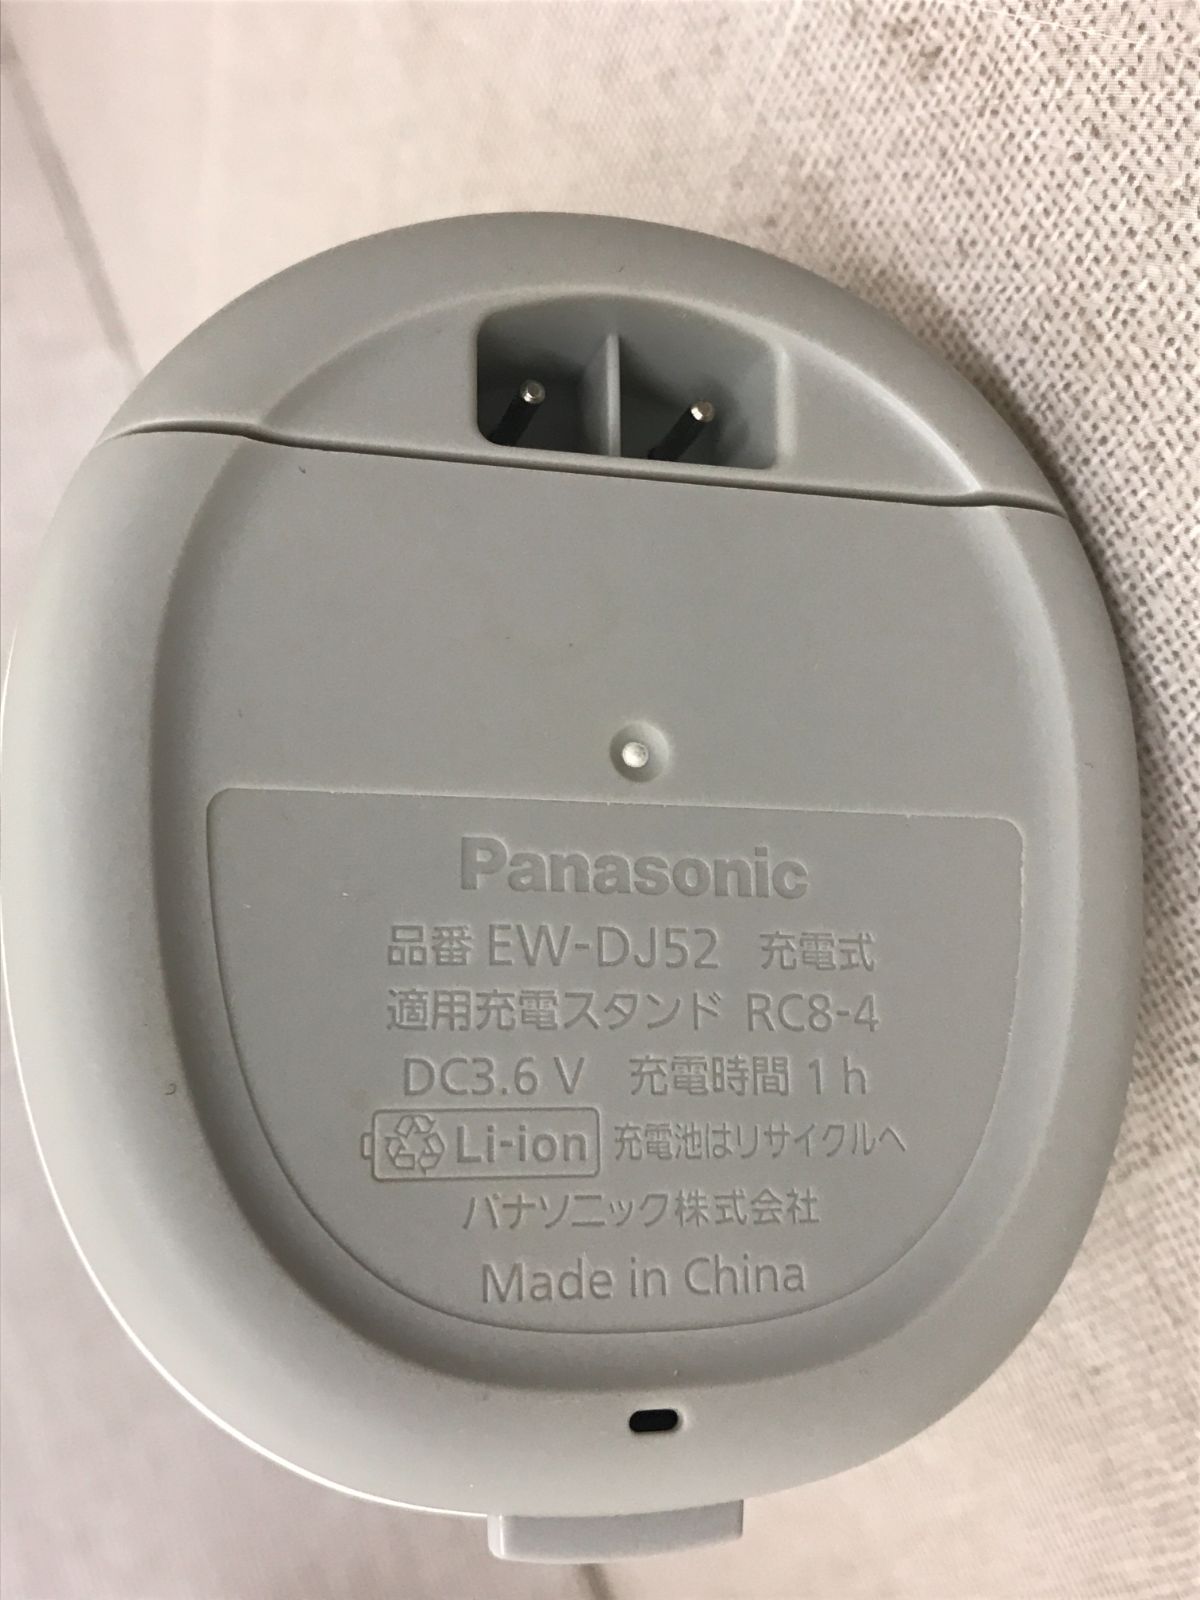 Panasonic
品番 EW-DJ52 充電式
適用充電スタンド RC8-4
DC3.6 V 充電時間 1 h
Li-ion 充電池はリサイクルへ
パナソニック株式会社
Made in China